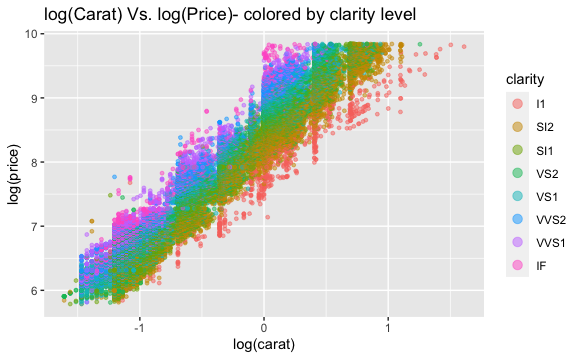 log(Carat) Vs. log(Price)- colored by clarity level
log(price)
10
9
8
7
6
-1
0
1
log(carat)
clarity
I1
SI2
SI1
VS2
VS1
VVS2
VVS1
IF